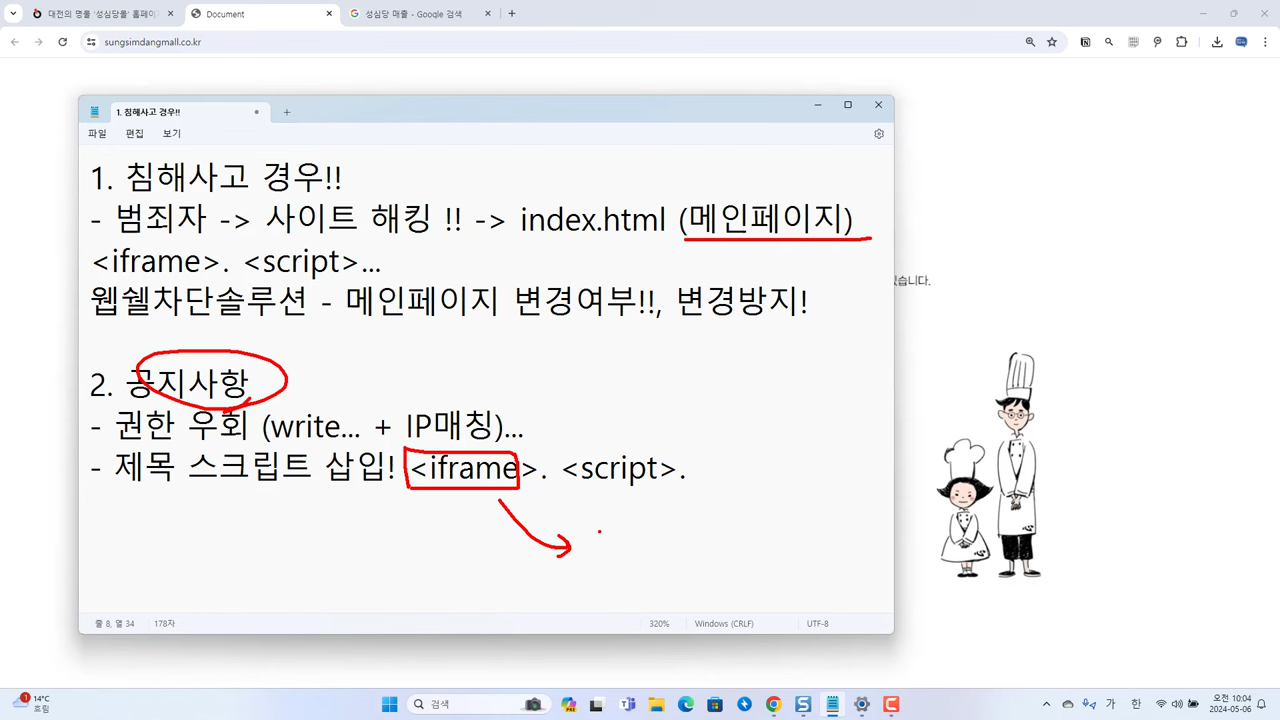 대전의 명물 '성심당몰' 홈페이지
Document
성심당 매출 - Google 검색
sungsimdangmall.co.kr
1. 침해사고 경우!!
파일 편집 보기
1. 침해사고 경우!!
- 범죄자 -> 사이트 해킹 !! -> index.html (메인페이지)
<iframe>. <script>...
있습니다.
웹쉘차단솔루션 - 메인페이지 변경여부!!, 변경방지!
2. 공지사항
- 권한 우회 (write... + IP매칭)...
- 제목 스크립트 삽입! <iframe>. <script>.
줄 8, 열 34 178자 320% Windows (CRLF) UTF-8
1 14°C
흐림
검색
가 한
오전 10:04
2024-05-06